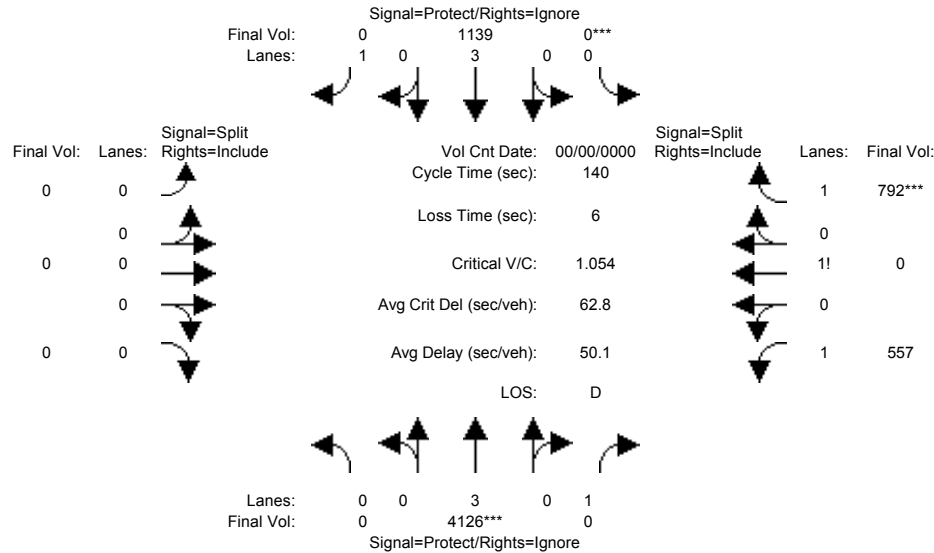 Signal=Protect/Rights=Ignore
Final Vol: 0 1139 0***
Lanes: 1 0 3 0 0
Signal=Split Signal=Split
Final Vol: Lanes: Rights=Include Vol Cnt Date: 00/00/0000 Rights=Include Lanes: Final Vol:
Cycle Time (sec): 140
0 0 1 792***
Loss Time (sec): 6
0 0
0 0 Critical V/C: 1.054 1! 0
0 Avg Crit Del (sec/veh): 62.8 0
0 0 Avg Delay (sec/veh): 50.1 1 557
LOS: D
Lanes: 0 0 3 0 1
Final Vol: 0 4126*** 0
Signal=Protect/Rights=Ignore